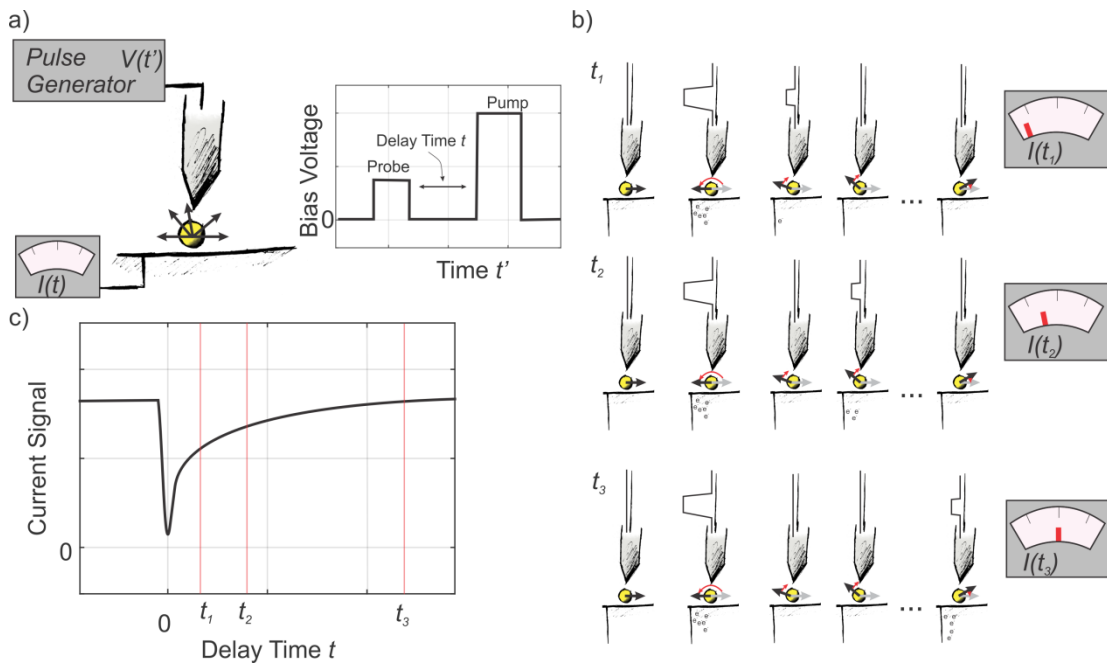 a)
Pulse V(t')
Generator
I(t)
Bias Voltage
0
Probe
Delay Time t
Pump
Time t'
b)
t1
I(t1)
t2
I(t2)
t3
I(t3)
c)
Current Signal
0
0
t1
t2
t3
Delay Time t
...
...
...